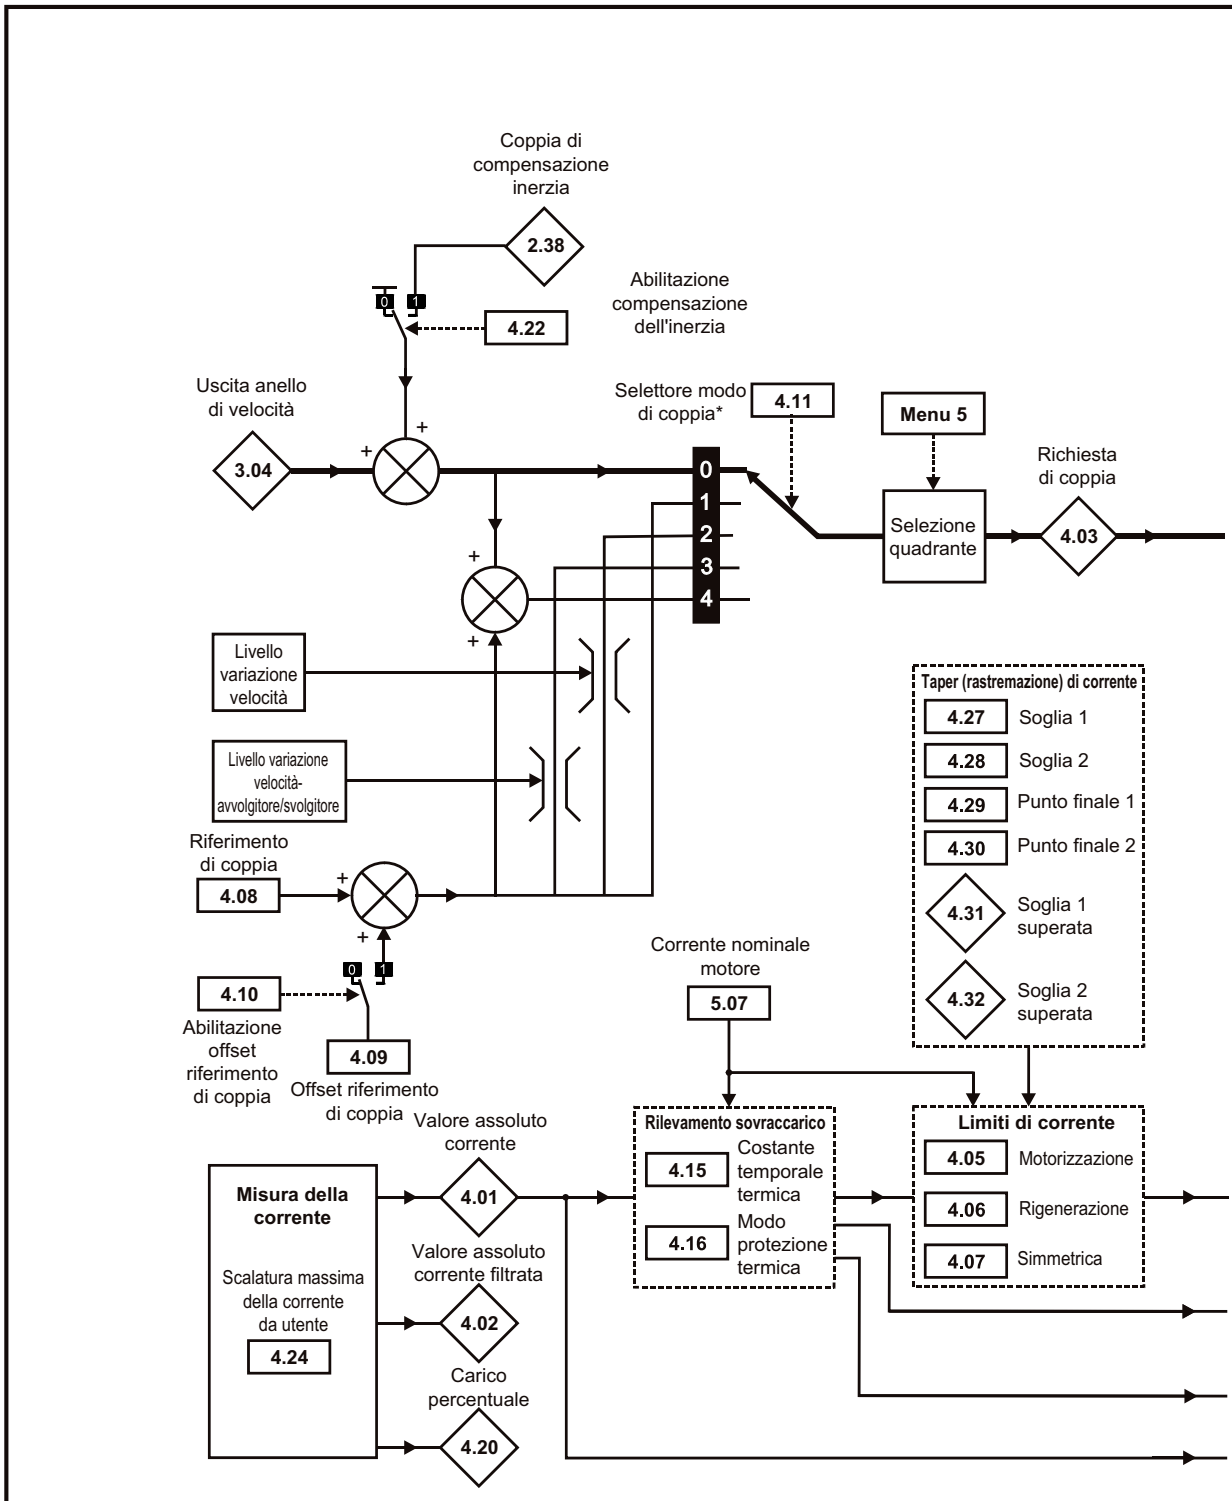 Coppia di
compensazione
inerzia
2.38
0
1
4.22
Abilitazione
compensazione
dell'inerzia
Uscita anello
di velocità
3.04
+
+
Selettore modo
di coppia*
4.11
Menu 5
0
1
2
3
4
Selezione
quadrante
Richiesta
di coppia
4.03
+
+
Livello
variazione
velocità
Livello variazione
velocità-
avvolgitore/svolgitore
Riferimento
di coppia
4.08
+
+
0
1
4.10
Abilitazione
offset
riferimento
di coppia
4.09
Offset riferimento
di coppia
Taper (rastremazione) di corrente
4.27
Soglia 1
4.28
Soglia 2
4.29
Punto finale 1
4.30
Punto finale 2
4.31
Soglia 1
superata
4.32
Soglia 2
superata
Corrente nominale
motore
5.07
Misura della
corrente
Scalatura massima
della corrente
da utente
4.24
Valore assoluto
corrente
4.01
Valore assoluto
corrente filtrata
4.02
Carico
percentuale
4.20
Rilevamento sovraccarico
4.15
Costante
temporale
termica
4.16
Modo
protezione
termica
Limiti di corrente
4.05
Motorizzazione
4.06
Rigenerazione
4.07
Simmetrica